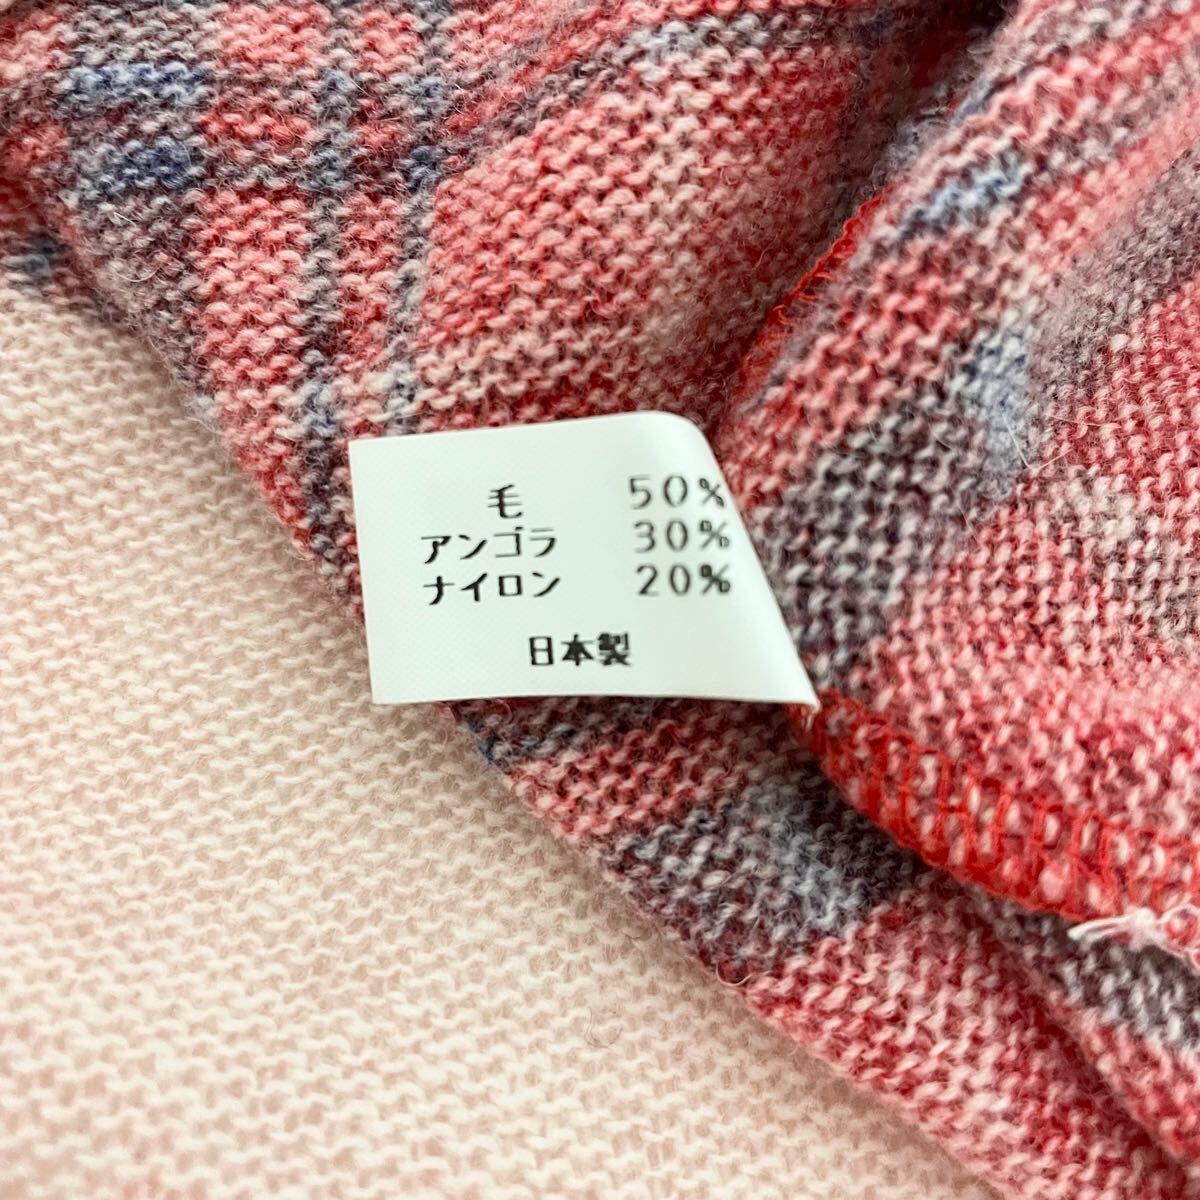 毛 50%
アンゴラ 30%
ナイロン 20%
日本製